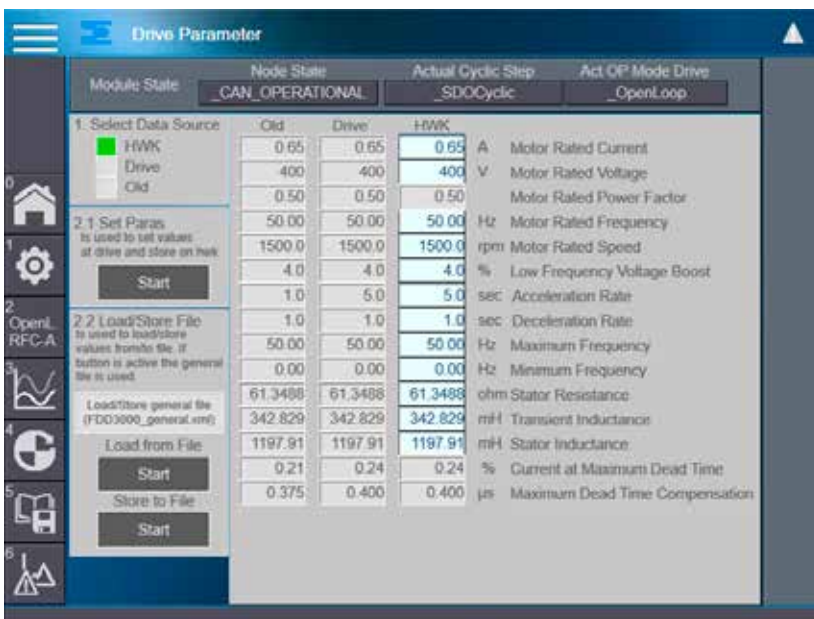 Drive Parameter
Module State
Node State
_CAN_OPERATIONAL
Actual Cyclic Step
_SDOCyclic
Act OP Mode Drive
_OpenLoop
1. Select Data Source
HWK
Drive
Old
2.1 Set Paras
Is used to set values
at drive and store on hwk
Start
2.2 Load/Store File
Is used to load/store
values from/to file. If
button is active the general
file is used.
Load/Store general file
(FDD3000_general.xml)
Load from File
Start
Store to File
Start
Old Drive HWK
0.65 0.65 0.65 A Motor Rated Current
400 400 400 V Motor Rated Voltage
0.50 0.50 0.50 Motor Rated Power Factor
50.00 50.00 50.00 Hz Motor Rated Frequency
1500.0 1500.0 1500.0 rpm Motor Rated Speed
4.0 4.0 4.0 % Low Frequency Voltage Boost
1.0 5.0 5.0 sec Acceleration Rate
1.0 1.0 1.0 sec Deceleration Rate
50.00 50.00 50.00 Hz Maximum Frequency
0.00 0.00 0.00 Hz Minimum Frequency
61.3488 61.3488 61.3488 ohm Stator Resistance
342.829 342.829 342.829 mH Transient Inductance
1197.91 1197.91 1197.91 mH Stator Inductance
0.21 0.24 0.24 % Current at Maximum Dead Time
0.375 0.400 0.400 µs Maximum Dead Time Compensation
0
1
2
OpenL
RFC-A
3
4
5
6